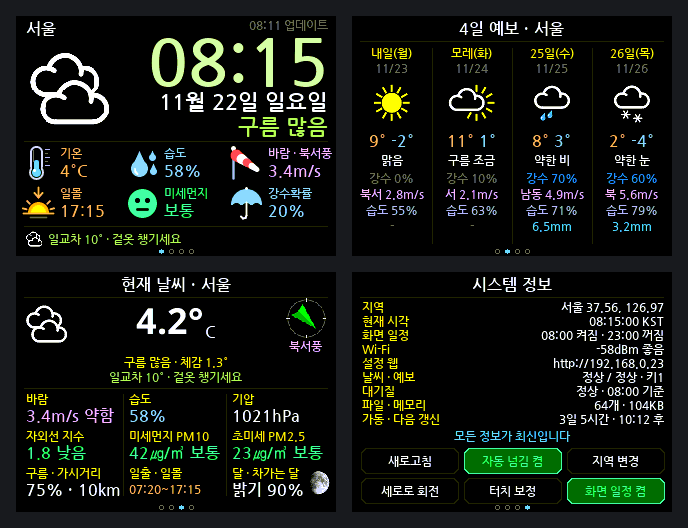 서울
08:11 업데이트
08:15
11월 22일 일요일
구름 많음
기온
4°C
습도
58%
바람 · 북서풍
3.4m/s
일몰
17:15
미세먼지
보통
강수확률
20%
일교차 10° · 겉옷 챙기세요
4일 예보 · 서울
내일(월)
11/23
9° -2°
맑음
강수 0%
북서 2.8m/s
습도 55%
-
모레(화)
11/24
11° 1°
구름 조금
강수 10%
서 2.1m/s
습도 63%
-
25일(수)
11/25
8° 3°
약한 비
강수 70%
남동 4.9m/s
습도 71%
6.5mm
26일(목)
11/26
2° -4°
약한 눈
강수 60%
북 5.6m/s
습도 79%
3.2mm
현재 날씨 · 서울
4.2°C
북서풍
구름 많음 · 체감 1.3°
일교차 10° · 겉옷 챙기세요
바람
3.4m/s 약함
습도
58%
기압
1021hPa
자외선 지수
1.8 낮음
미세먼지 PM10
42㎍/㎥ 보통
초미세 PM2.5
23㎍/㎥ 보통
구름 · 가시거리
75% · 10km
일출 · 일몰
07:20~17:15
달 · 차가는 달
밝기 90%
시스템 정보
지역 서울 37.56, 126.97
현재 시각 08:15:00 KST
화면 일정 08:00 켜짐 · 23:00 꺼짐
Wi-Fi -58dBm 좋음
설정 웹 http://192.168.0.23
날씨 · 예보 정상 / 정상 · 키1
대기질 정상 · 08:00 기준
파일 · 메모리 64개 · 104KB
가동 · 다음 갱신 3일 5시간 · 10:12 후
모든 정보가 최신입니다
새로고침
자동 넘김 켬
지역 변경
세로로 회전
터치 보정
화면 일정 켬